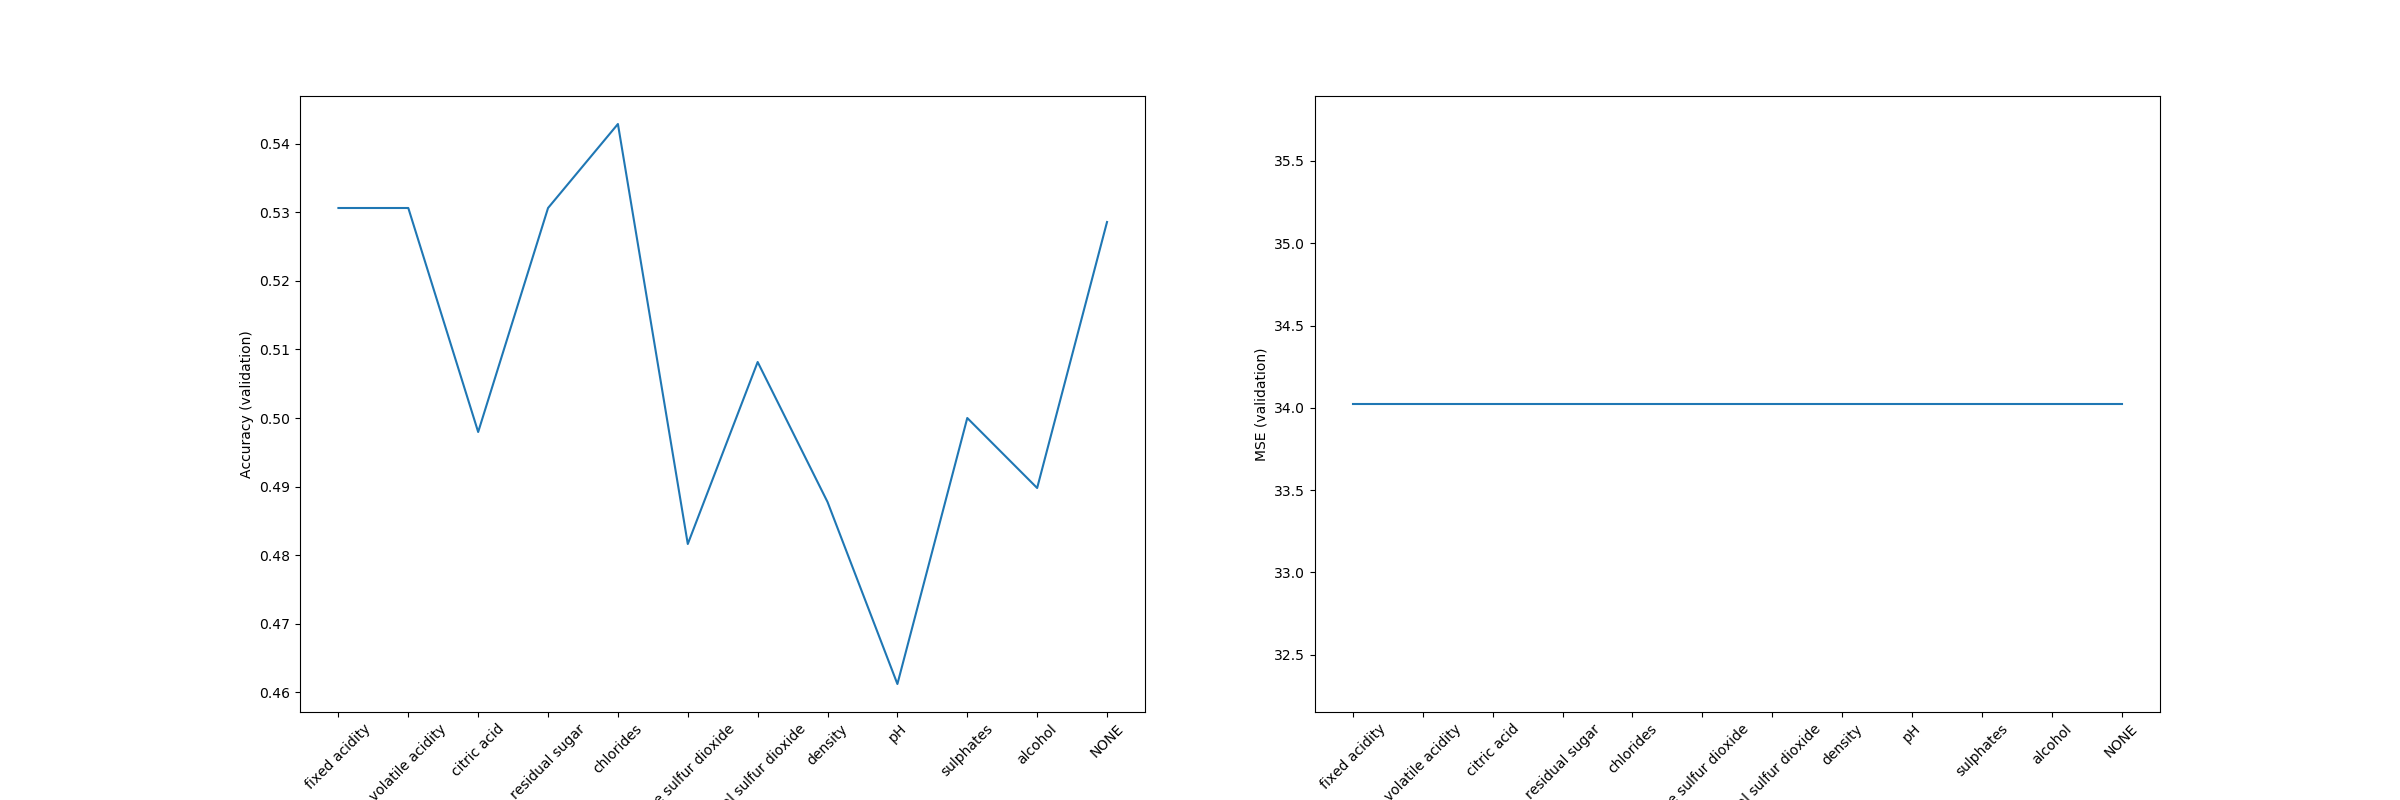 0.54
0.53
0.52
0.51
0.50
0.49
0.48
0.47
0.46
Accuracy (validation)
fixed acidity
volatile acidity
citric acid
residual sugar
chlorides
sulfur dioxide
sulfur dioxide
density
pH
sulphates
alcohol
NONE
35.5
35.0
34.5
34.0
33.5
33.0
32.5
MSE (validation)
fixed acidity
volatile acidity
citric acid
residual sugar
chlorides
sulfur dioxide
sulfur dioxide
density
pH
sulphates
alcohol
NONE